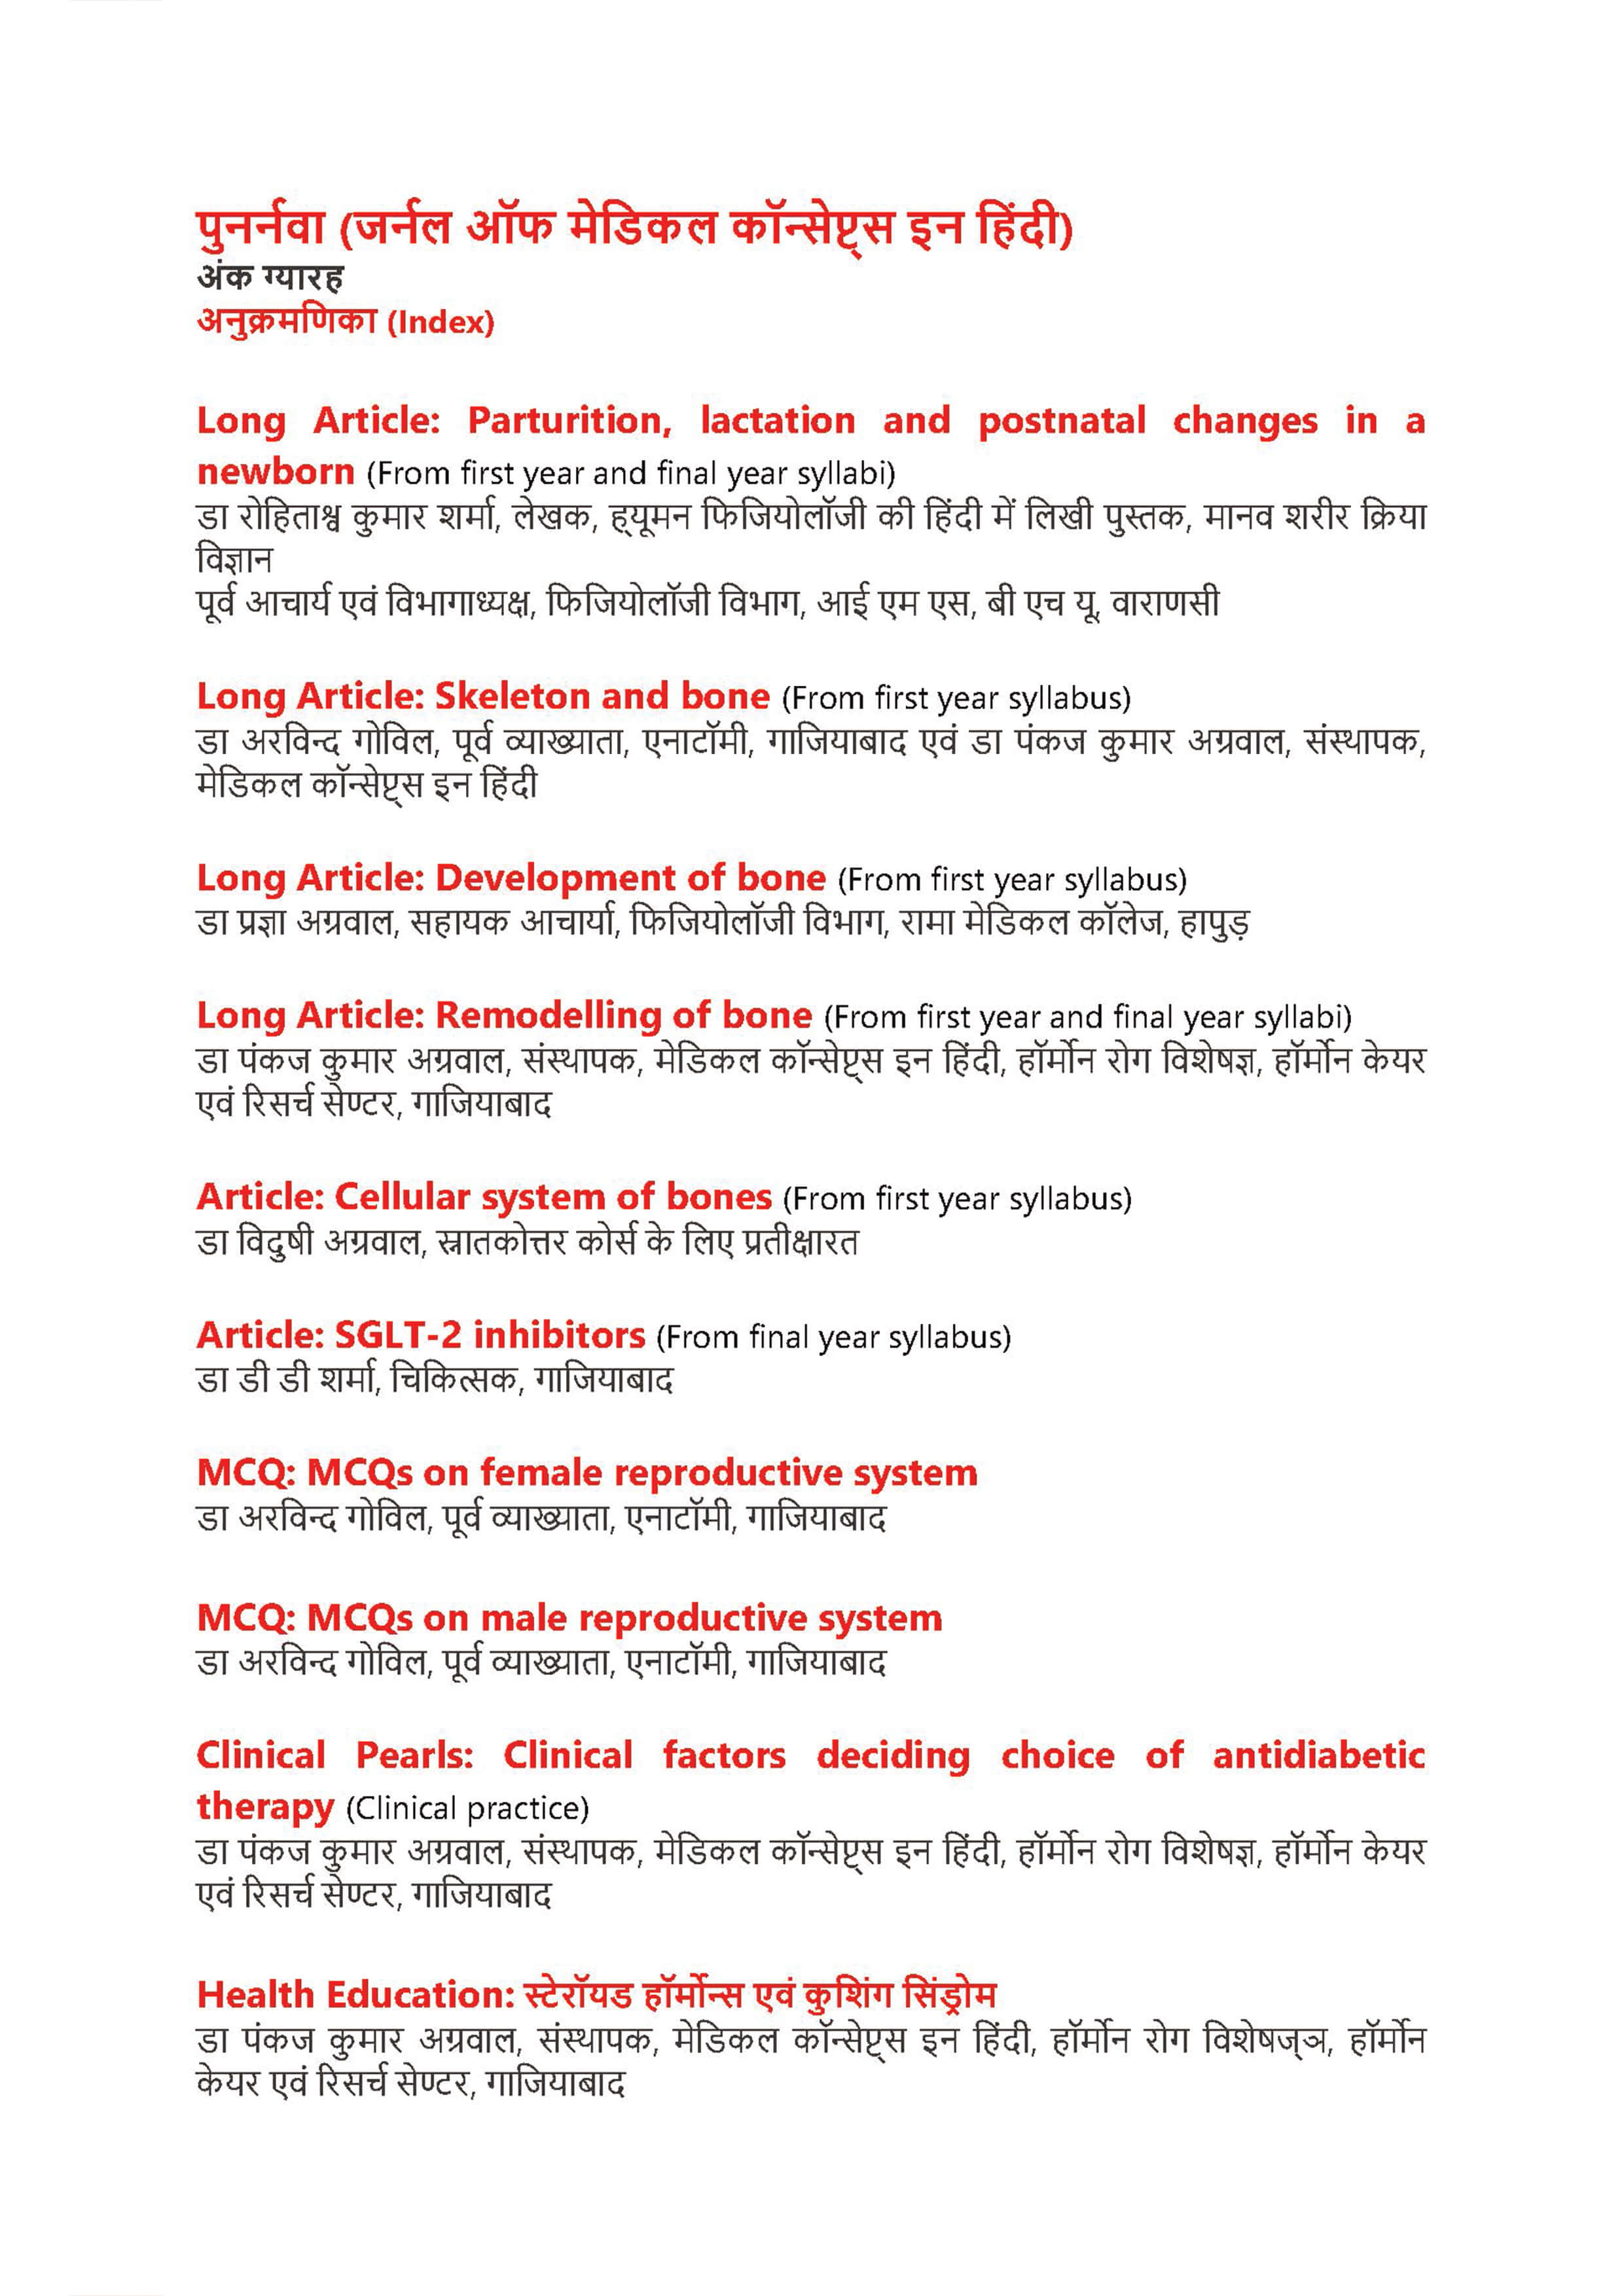 पुनर्नवा (जर्नल ऑफ मेडिकल कॉन्सेप्ट्स इन हिंदी)
अंक ग्यारह
अनुक्रमणिका (Index)
Long Article: Parturition, lactation and postnatal changes in a
newborn (From first year and final year syllabi)
डा रोहिताश्व कुमार शर्मा, लेखक, ह्यूमन फिजियोलॉजी की हिंदी में लिखी पुस्तक, मानव शरीर क्रिया
विज्ञान
पूर्व आचार्य एवं विभागाध्यक्ष, फिजियोलॉजी विभाग, आई एम एस, बी एच यू, वाराणसी
Long Article: Skeleton and bone (From first year syllabus)
डा अरविन्द गोविल, पूर्व व्याख्याता, एनाटॉमी, गाजियाबाद एवं डा पंकज कुमार अग्रवाल, संस्थापक,
मेडिकल कॉन्सेप्ट्स इन हिंदी
Long Article: Development of bone (From first year syllabus)
डा प्रज्ञा अग्रवाल, सहायक आचार्या, फिजियोलॉजी विभाग, रामा मेडिकल कॉलेज, हापुड़
Long Article: Remodelling of bone (From first year and final year syllabi)
डा पंकज कुमार अग्रवाल, संस्थापक, मेडिकल कॉन्सेप्ट्स इन हिंदी, हॉर्मोन रोग विशेषज्ञ, हॉर्मोन केयर
एवं रिसर्च सेण्टर, गाजियाबाद
Article: Cellular system of bones (From first year syllabus)
डा विदुषी अग्रवाल, स्नातकोत्तर कोर्स के लिए प्रतीक्षारत
Article: SGLT-2 inhibitors (From final year syllabus)
डा डी डी शर्मा, चिकित्सक, गाजियाबाद
MCQ: MCQs on female reproductive system
डा अरविन्द गोविल, पूर्व व्याख्याता, एनाटॉमी, गाजियाबाद
MCQ: MCQs on male reproductive system
डा अरविन्द गोविल, पूर्व व्याख्याता, एनाटॉमी, गाजियाबाद
Clinical Pearls: Clinical factors deciding choice of antidiabetic
therapy (Clinical practice)
डा पंकज कुमार अग्रवाल, संस्थापक, मेडिकल कॉन्सेप्ट्स इन हिंदी, हॉर्मोन रोग विशेषज्ञ, हॉर्मोन केयर
एवं रिसर्च सेण्टर, गाजियाबाद
Health Education: स्टेरॉयड हॉर्मोन्स एवं कुशिंग सिंड्रोम
डा पंकज कुमार अग्रवाल, संस्थापक, मेडिकल कॉन्सेप्ट्स इन हिंदी, हॉर्मोन रोग विशेषज्‌ञ, हॉर्मोन
केयर एवं रिसर्च सेण्टर, गाजियाबाद